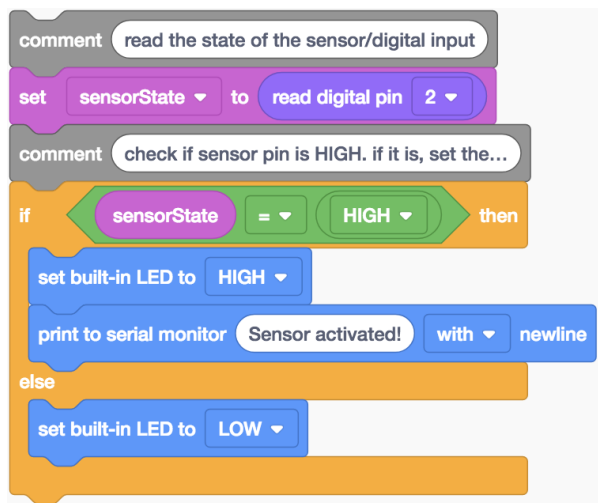 comment read the state of the sensor/digital input
set sensorState to read digital pin 2
comment check if sensor pin is HIGH. if it is, set the...
if sensorState = HIGH then
set built-in LED to HIGH
print to serial monitor Sensor activated! with newline
else
set built-in LED to LOW